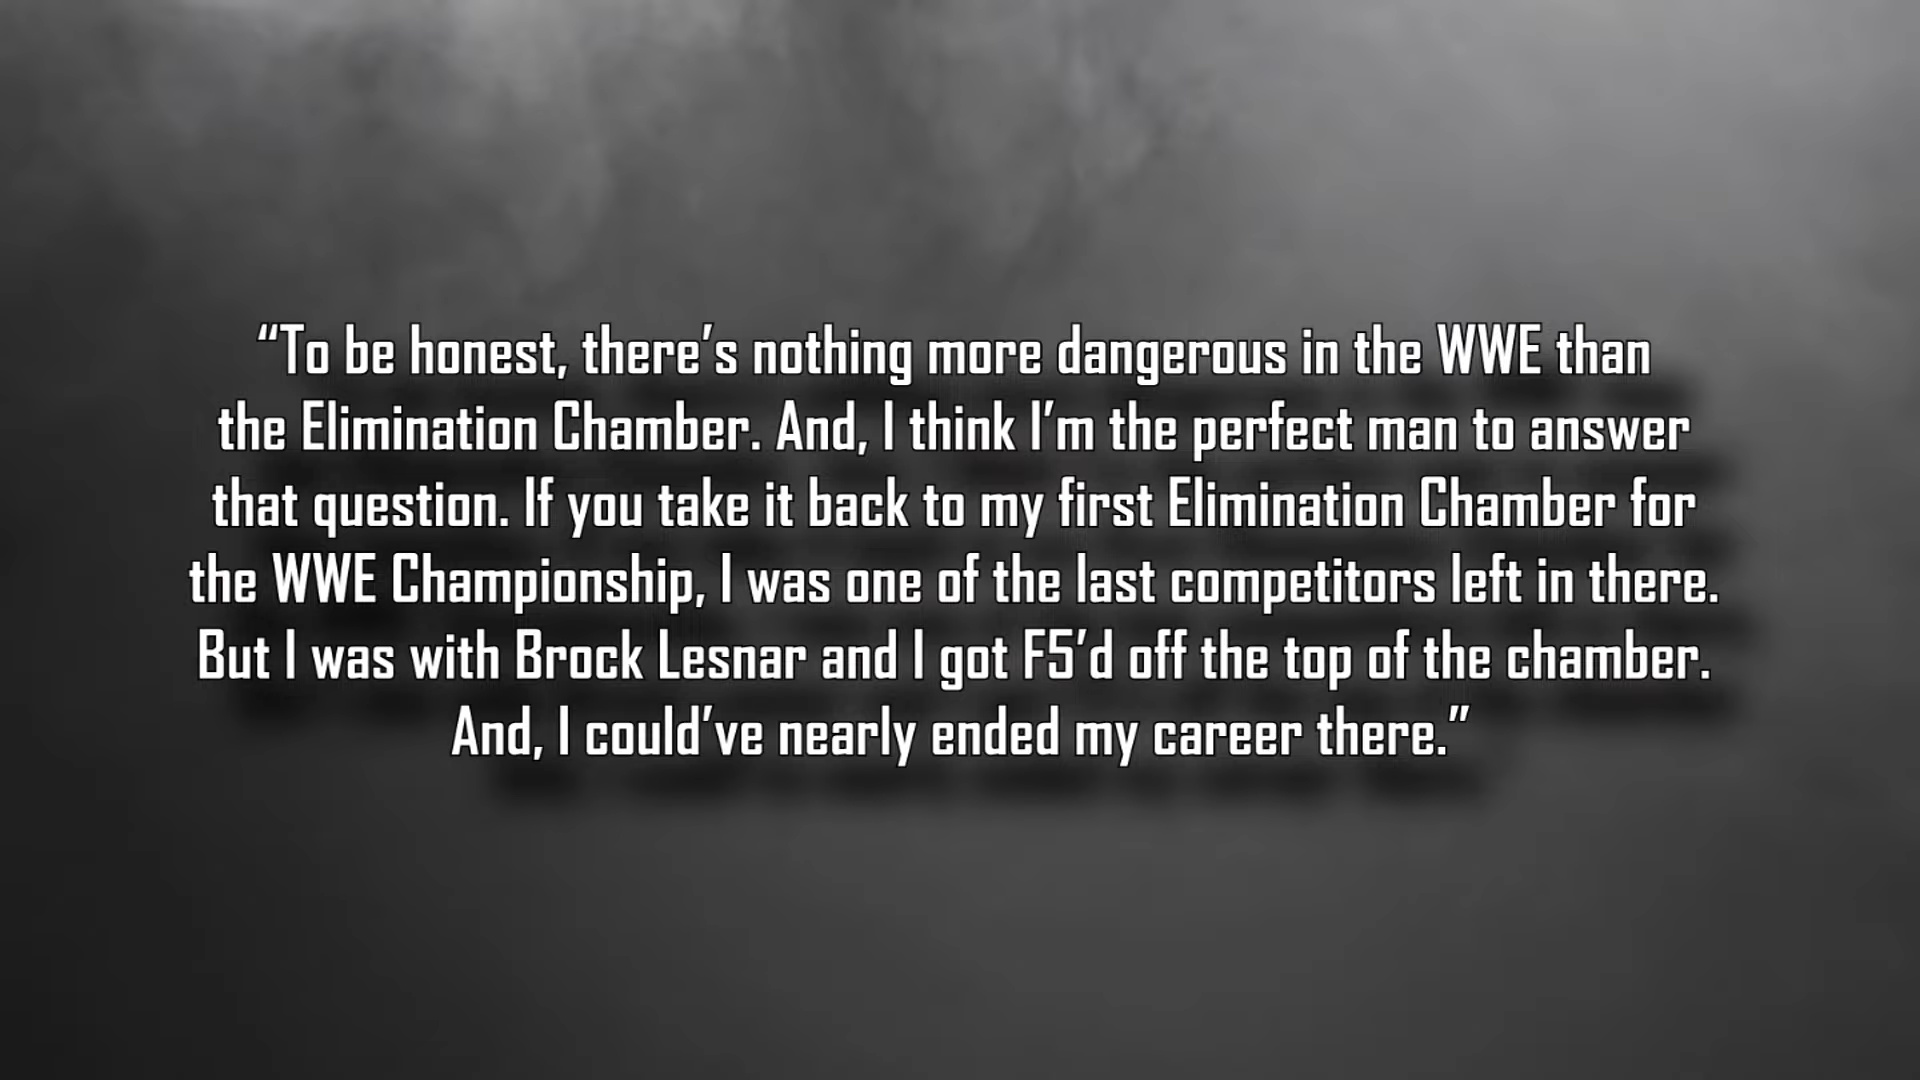 “To be honest, there’s nothing more dangerous in the WWE than
the Elimination Chamber. And, I think I’m the perfect man to answer
that question. If you take it back to my first Elimination Chamber for
the WWE Championship, I was one of the last competitors left in there.
But I was with Brock Lesnar and I got F5’d off the top of the chamber.
And, I could’ve nearly ended my career there.”